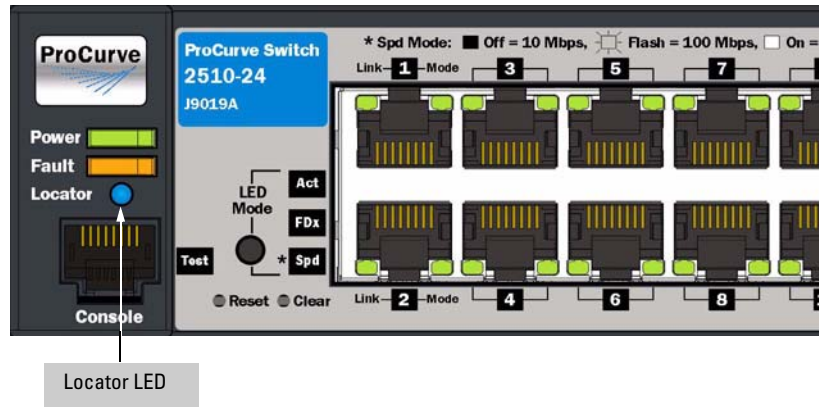 ProCurve
ProCurve Switch
2510-24
J9019A
* Spd Mode: Off = 10 Mbps, Flash = 100 Mbps, On =
Link 1 Mode 3 5 7
Power
Fault
Locator
LED
Mode
Act
FDx
* Spd
Test
Reset Clear
Link 2 Mode 4 6 8
Console
Locator LED